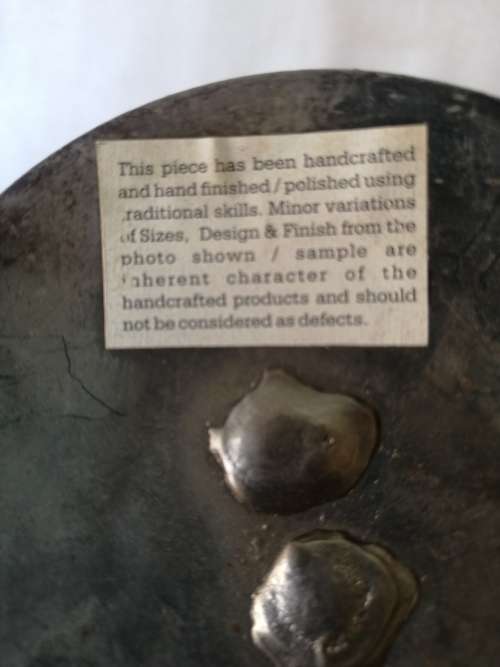 This piece has been handcrafted
and hand finished / polished using
raditional skills. Minor variations
of Sizes, Design & Finish from the
photo shown / sample are
inherent character of the
handcrafted products and should
not be considered as defects.